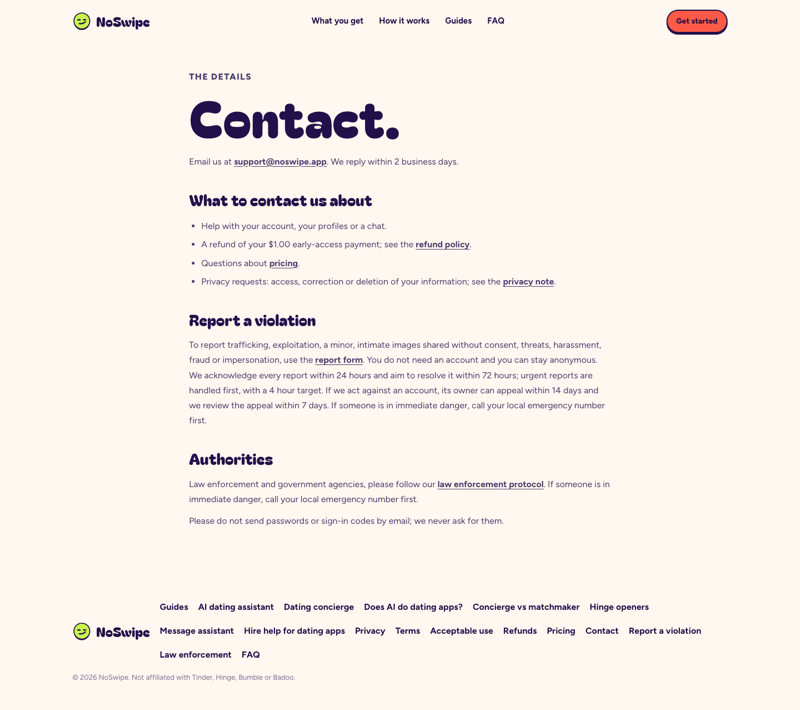 NoSwipe
What you get How it works Guides FAQ
Get started
THE DETAILS
Contact.
Email us at support@noswipe.app. We reply within 2 business days.
What to contact us about
• Help with your account, your profiles or a chat.
• A refund of your $1.00 early-access payment; see the refund policy.
• Questions about pricing.
• Privacy requests: access, correction or deletion of your information; see the privacy note.
Report a violation
To report trafficking, exploitation, a minor, intimate images shared without consent, threats, harassment,
fraud or impersonation, use the report form. You do not need an account and you can stay anonymous.
We acknowledge every report within 24 hours and aim to resolve it within 72 hours; urgent reports are
handled first, with a 4 hour target. If we act against an account, its owner can appeal within 14 days and
we review the appeal within 7 days. If someone is in immediate danger, call your local emergency number
first.
Authorities
Law enforcement and government agencies, please follow our law enforcement protocol. If someone is in
immediate danger, call your local emergency number first.
Please do not send passwords or sign-in codes by email; we never ask for them.
Guides AI dating assistant Dating concierge Does AI do dating apps? Concierge vs matchmaker Hinge openers
NoSwipe
Message assistant Hire help for dating apps Privacy Terms Acceptable use Refunds Pricing Contact Report a violation
Law enforcement FAQ
© 2026 NoSwipe. Not affiliated with Tinder, Hinge, Bumble or Badoo.